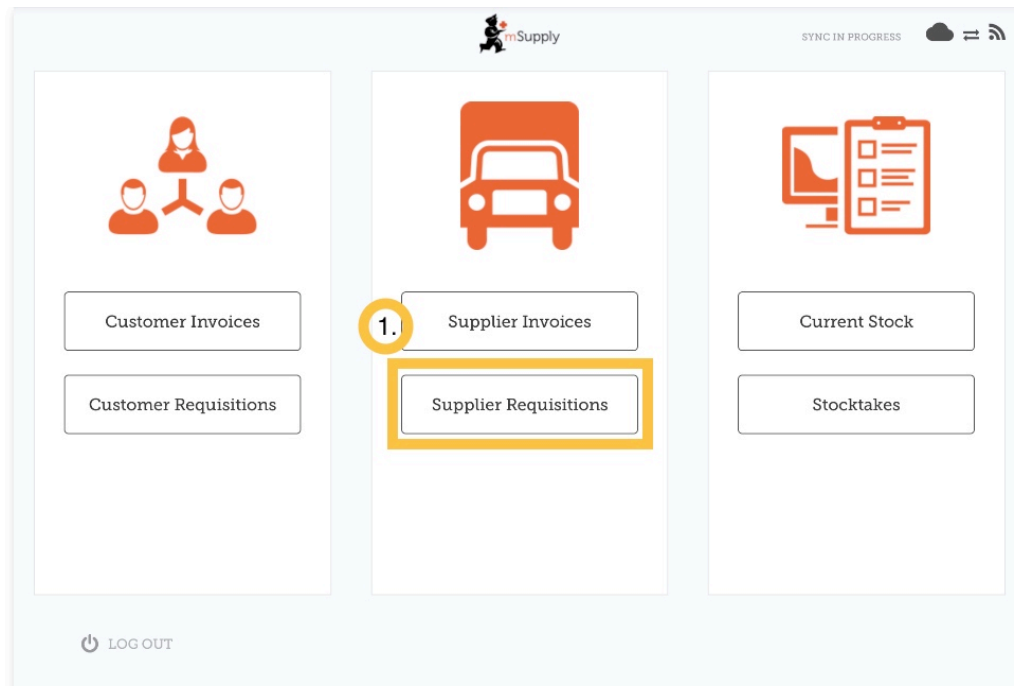 mSupply
SYNC IN PROGRESS
Customer Invoices
Customer Requisitions
1.
Supplier Invoices
Supplier Requisitions
Current Stock
Stocktakes
LOG OUT